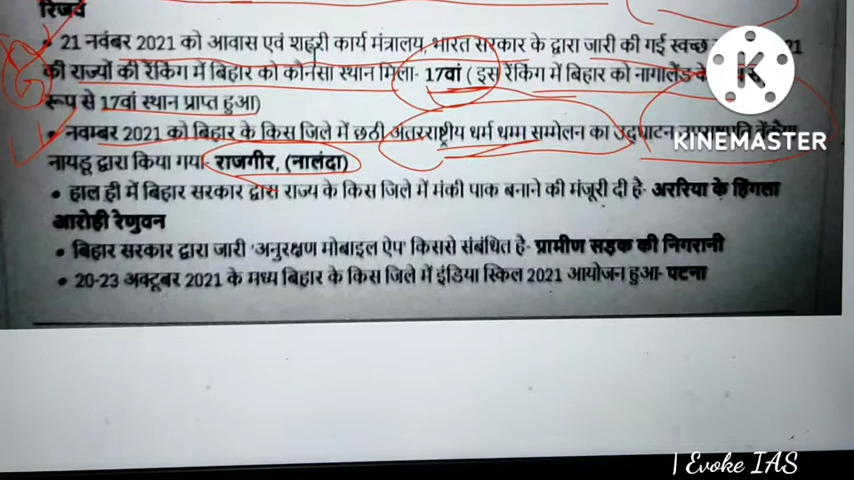 रिजर्व
• 21 नवंबर 2021 को आवास एवं शहरी कार्य मंत्रालय, भारत सरकार के द्वारा जारी की गई स्वच्छ
की राज्यों की रैंकिंग में बिहार को कौनसा स्थान मिला- 17वां ( इस रैंकिंग में बिहार को नागालैंड के
रूप से 17वां स्थान प्राप्त हुआ)
• नवम्बर 2021 को बिहार के किस जिले में छठी अंतरराष्ट्रीय धर्म धम्म सम्मेलन का उद्घाटन उपराष्ट्रपति वेंकैया
नायडू द्वारा किया गया- राजगीर, (नालंदा)
• हाल ही में बिहार सरकार द्वारा राज्य के किस जिले में मंकी पाक बनाने की मंजूरी दी है- अररिया के हिंगला
आरोही रेणुवन
• बिहार सरकार द्वारा जारी 'अनुरक्षण मोबाइल ऐप' किससे संबंधित है- ग्रामीण सड़क की निगरानी
• 20-23 अक्टूबर 2021 के मध्य बिहार के किस जिले में इंडिया स्किल 2021 आयोजन हुआ- पटना
KINEMASTER
Evoke IAS